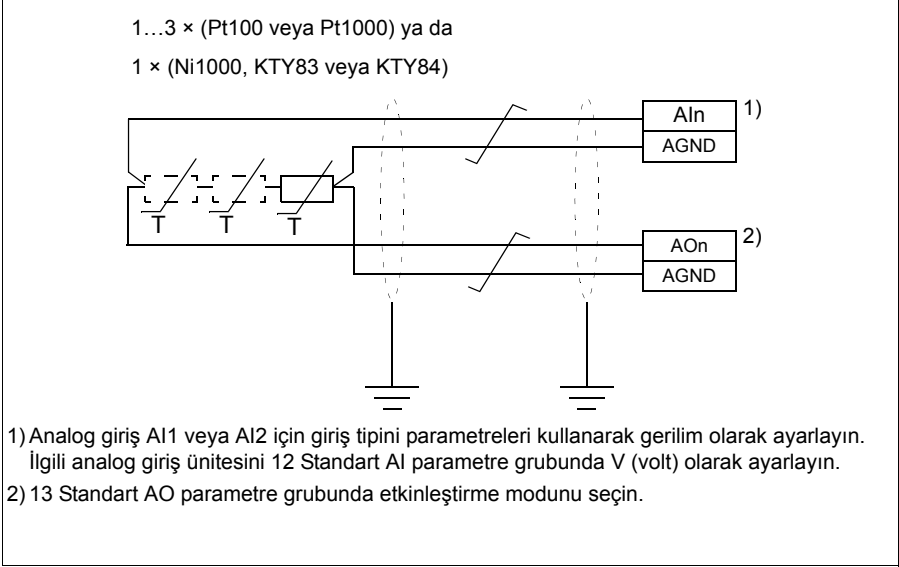 1…3 × (Pt100 veya Pt1000) ya da
1 × (Ni1000, KTY83 veya KTY84)
AIn 1)
AGND
T T T
AOn 2)
AGND
1) Analog giriş AI1 veya AI2 için giriş tipini parametreleri kullanarak gerilim olarak ayarlayın.
İlgili analog giriş ünitesini 12 Standart AI parametre grubunda V (volt) olarak ayarlayın.
2) 13 Standart AO parametre grubunda etkinleştirme modunu seçin.